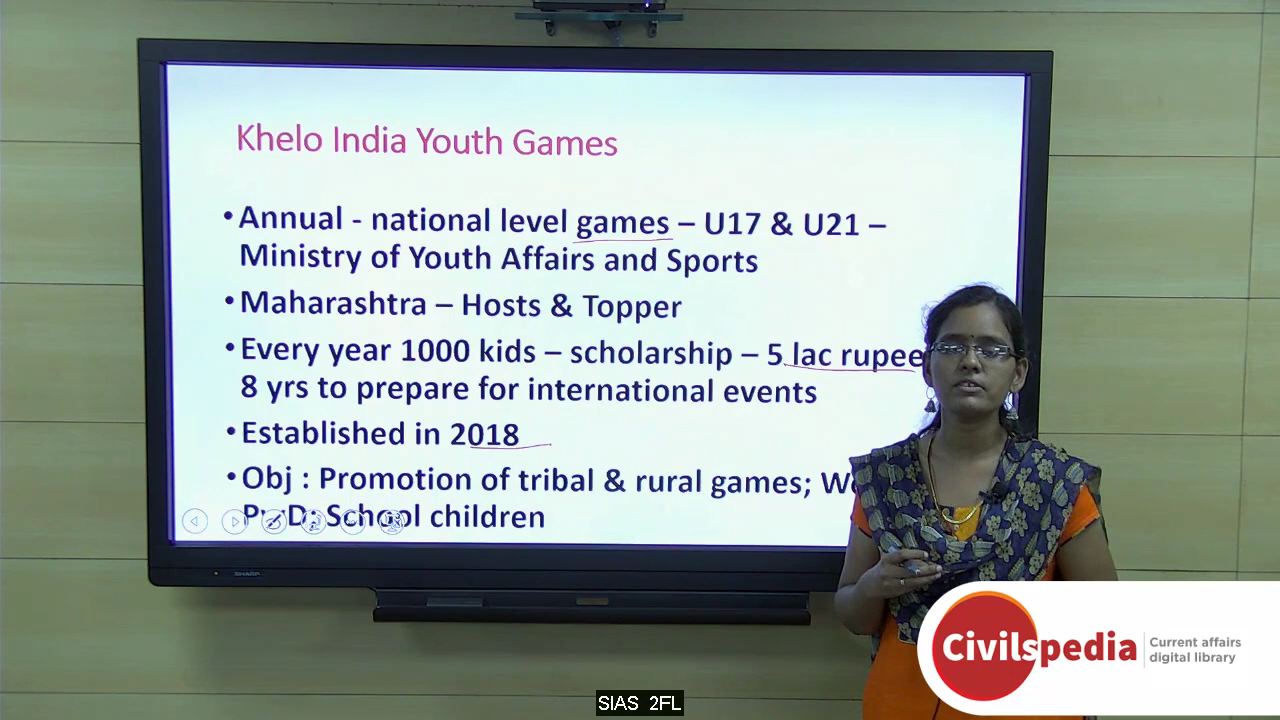 Khelo India Youth Games
• Annual - national level games – U17 & U21 –
Ministry of Youth Affairs and Sports
• Maharashtra – Hosts & Topper
• Every year 1000 kids – scholarship – 5 lac rupee
8 yrs to prepare for international events
• Established in 2018
• Obj : Promotion of tribal & rural games;
School children
SHARP
Civilspedia
Current affairs
digital library
SIAS 2FL